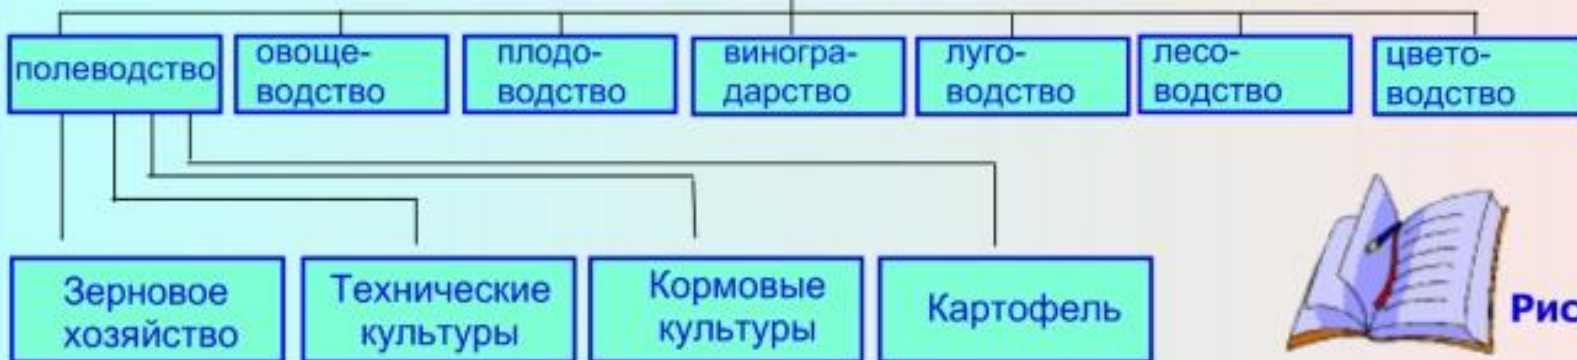 полеводство
овоще-
водство
плодо-
водство
виногра-
дарство
луго-
водство
лесо-
водство
цвето-
водство
Зерновое
хозяйство
Технические
культуры
Кормовые
культуры
Картофель
Рис